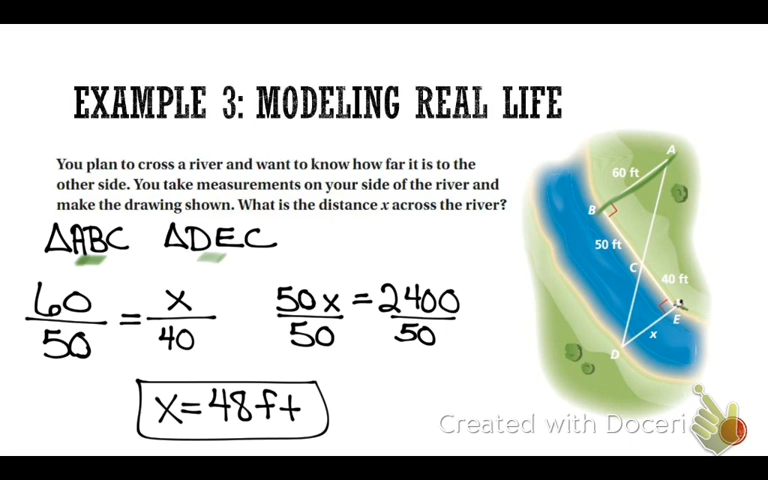 EXAMPLE 3: MODELING REAL LIFE
You plan to cross a river and want to know how far it is to the
other side. You take measurements on your side of the river and
make the drawing shown. What is the distance x across the river?
ΔABC ΔDEC
60/50 = x/40
50x/50 = 2400/50
x=48ft
A
60 ft
B
50 ft
C
40 ft
E
x
D
Created with Doceri